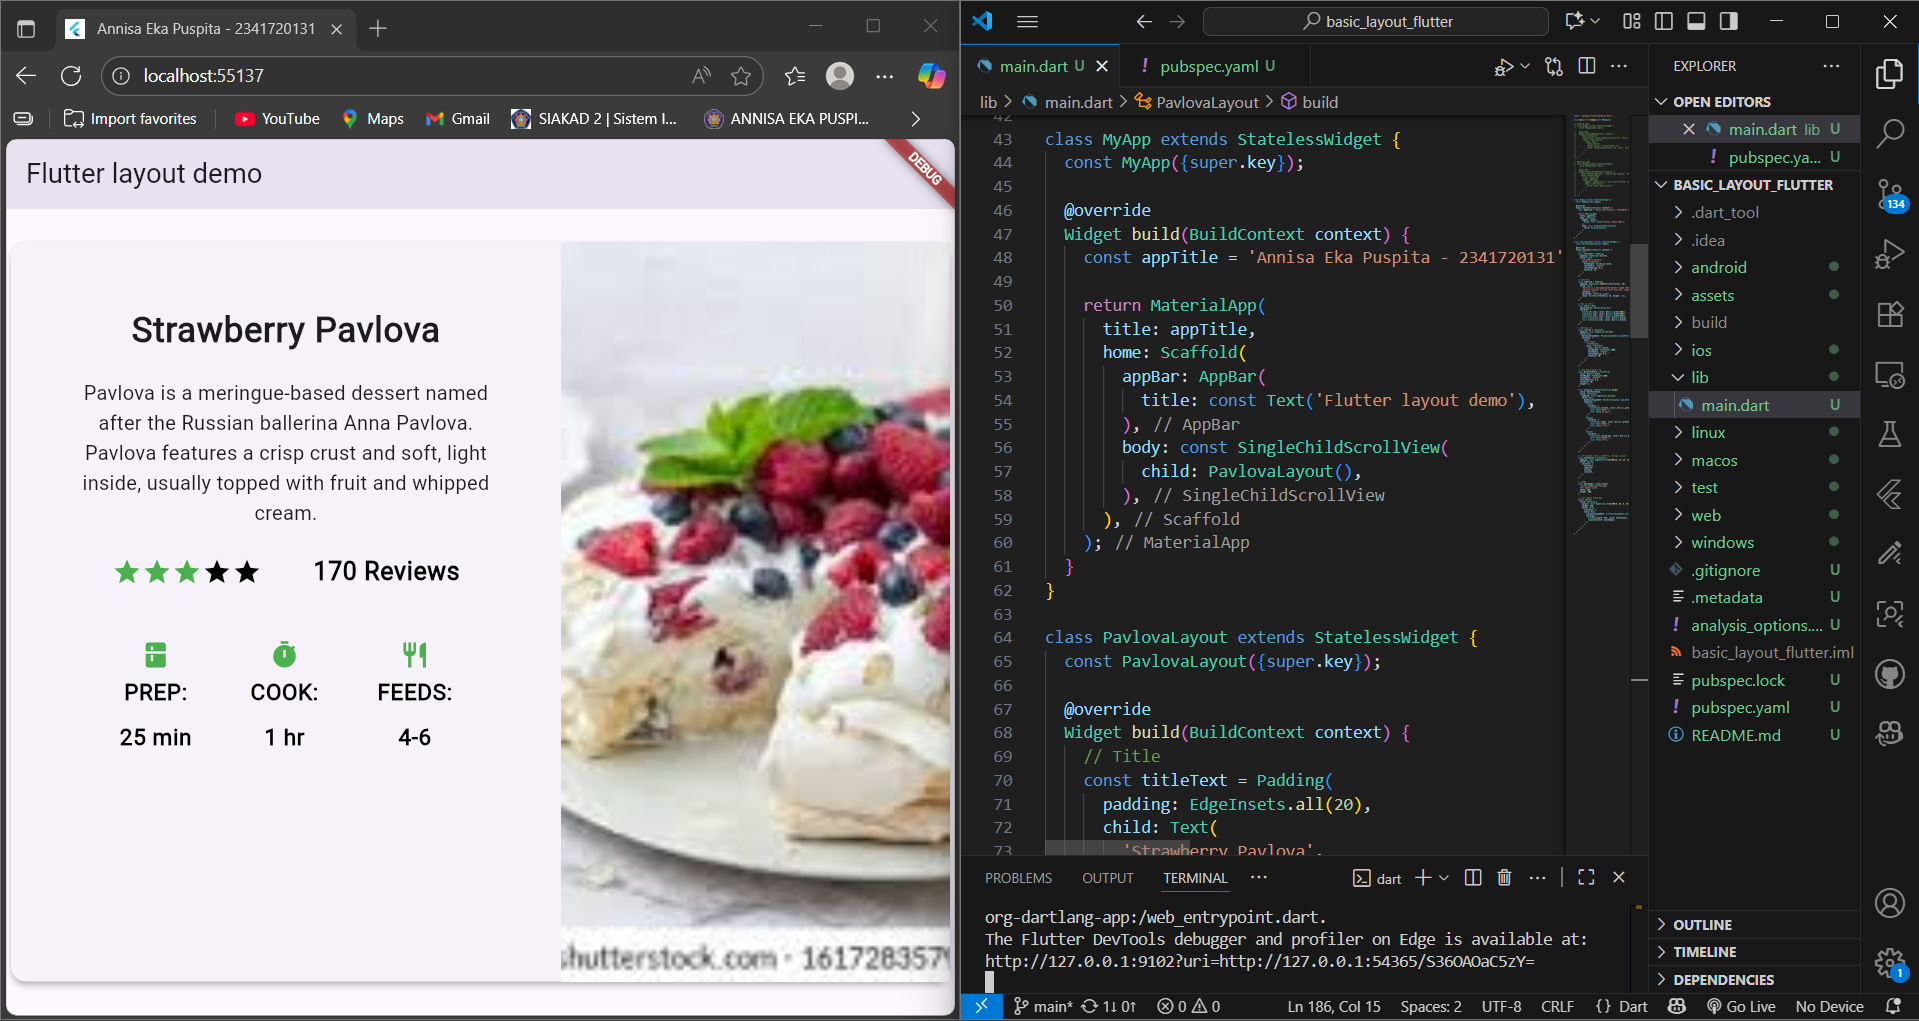 Annisa Eka Puspita - 2341720131
localhost:55137
Import favorites
YouTube
Maps
Gmail
SIAKAD 2 | Sistem I...
ANNISA EKA PUSPI...
Flutter layout demo
DEBUG
Strawberry Pavlova
Pavlova is a meringue-based dessert named
after the Russian ballerina Anna Pavlova.
Pavlova features a crisp crust and soft, light
inside, usually topped with fruit and whipped
cream.
170 Reviews
PREP: COOK: FEEDS:
25 min 1 hr 4-6
shutterstock.com · 1617283579
basic_layout_flutter
main.dart U
! pubspec.yaml U
lib > main.dart > PavlovaLayout > build
42
43 class MyApp extends StatelessWidget {
44 const MyApp({super.key});
45
46 @override
47 Widget build(BuildContext context) {
48 const appTitle = 'Annisa Eka Puspita - 2341720131'
49
50 return MaterialApp(
51 title: appTitle,
52 home: Scaffold(
53 appBar: AppBar(
54 title: const Text('Flutter layout demo'),
55 ), // AppBar
56 body: const SingleChildScrollView(
57 child: PavlovaLayout(),
58 ), // SingleChildScrollView
59 ), // Scaffold
60 ); // MaterialApp
61 }
62 }
63
64 class PavlovaLayout extends StatelessWidget {
65 const PavlovaLayout({super.key});
66
67 @override
68 Widget build(BuildContext context) {
69 // Title
70 const titleText = Padding(
71 padding: EdgeInsets.all(20),
72 child: Text(
73 'Strawberry Pavlova',
PROBLEMS OUTPUT TERMINAL ···
dart
org-dartlang-app:/web_entrypoint.dart.
The Flutter DevTools debugger and profiler on Edge is available at:
http://127.0.0.1:9102?uri=http://127.0.0.1:54365/S36OAOaC5zY=
EXPLORER
OPEN EDITORS
main.dart lib U
! pubspec.ya... U
BASIC_LAYOUT_FLUTTER
.dart_tool
.idea
android
assets
build
ios
lib
main.dart U
linux
macos
test
web
windows
.gitignore U
.metadata U
! analysis_options.... U
basic_layout_flutter.iml
pubspec.lock U
! pubspec.yaml U
README.md U
OUTLINE
TIMELINE
DEPENDENCIES
134
1
main* 1↓ 0↑ 0 0 Ln 186, Col 15 Spaces: 2 UTF-8 CRLF {} Dart Go Live No Device